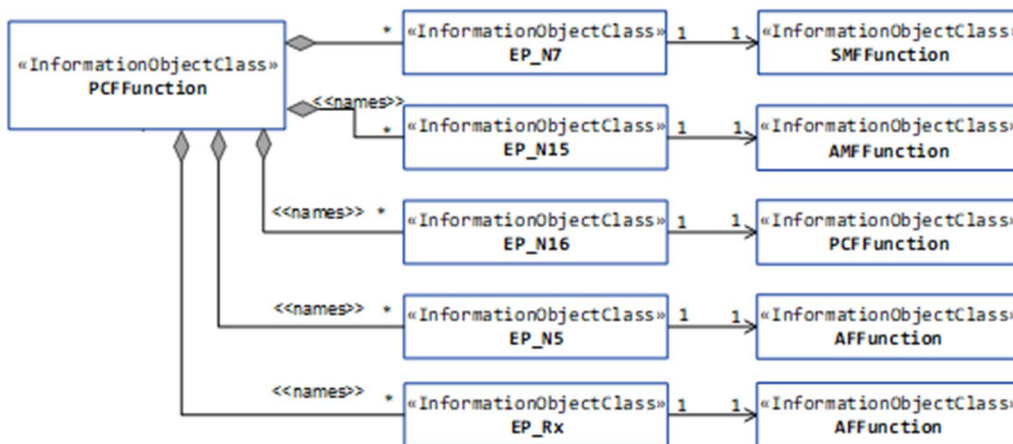 «InformationObjectClass»
PCFFunction
*
«InformationObjectClass»
EP_N7
1
1
«InformationObjectClass»
SMFFunction
<<names>>
*
«InformationObjectClass»
EP_N15
1
1
«InformationObjectClass»
AMFFunction
<<names>>
*
«InformationObjectClass»
EP_N16
1
1
«InformationObjectClass»
PCFFunction
<<names>>
*
«InformationObjectClass»
EP_N5
1
1
«InformationObjectClass»
AFFunction
<<names>>
*
«InformationObjectClass»
EP_Rx
1
1
«InformationObjectClass»
AFFunction